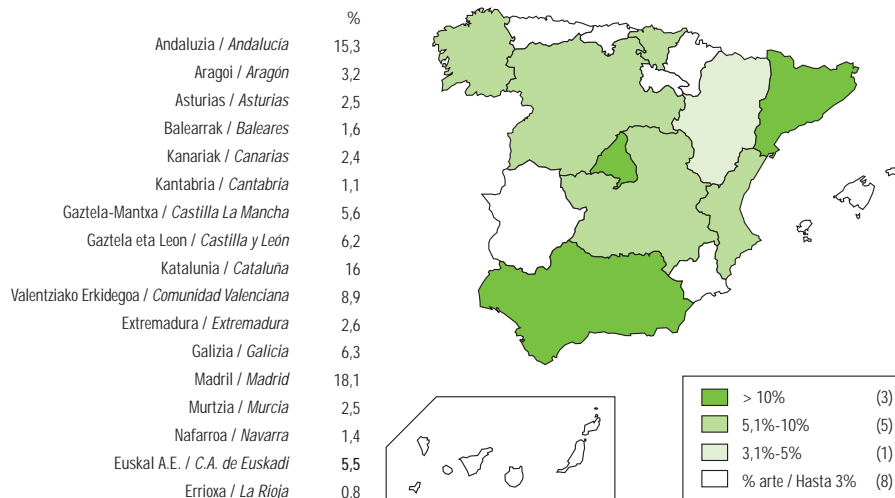 %
Andaluzia / Andalucía 15,3
Aragoi / Aragón 3,2
Asturias / Asturias 2,5
Balearrak / Baleares 1,6
Kanariak / Canarias 2,4
Kantabria / Cantabria 1,1
Gaztela-Mantxa / Castilla La Mancha 5,6
Gaztela eta Leon / Castilla y León 6,2
Katalunia / Cataluña 16
Valentziako Erkidegoa / Comunidad Valenciana 8,9
Extremadura / Extremadura 2,6
Galizia / Galicia 6,3
Madril / Madrid 18,1
Murtzia / Murcia 2,5
Nafarroa / Navarra 1,4
Euskal A.E. / C.A. de Euskadi 5,5
Errioxa / La Rioja 0,8
> 10% (3)
5,1%-10% (5)
3,1%-5% (1)
% arte / Hasta 3% (8)